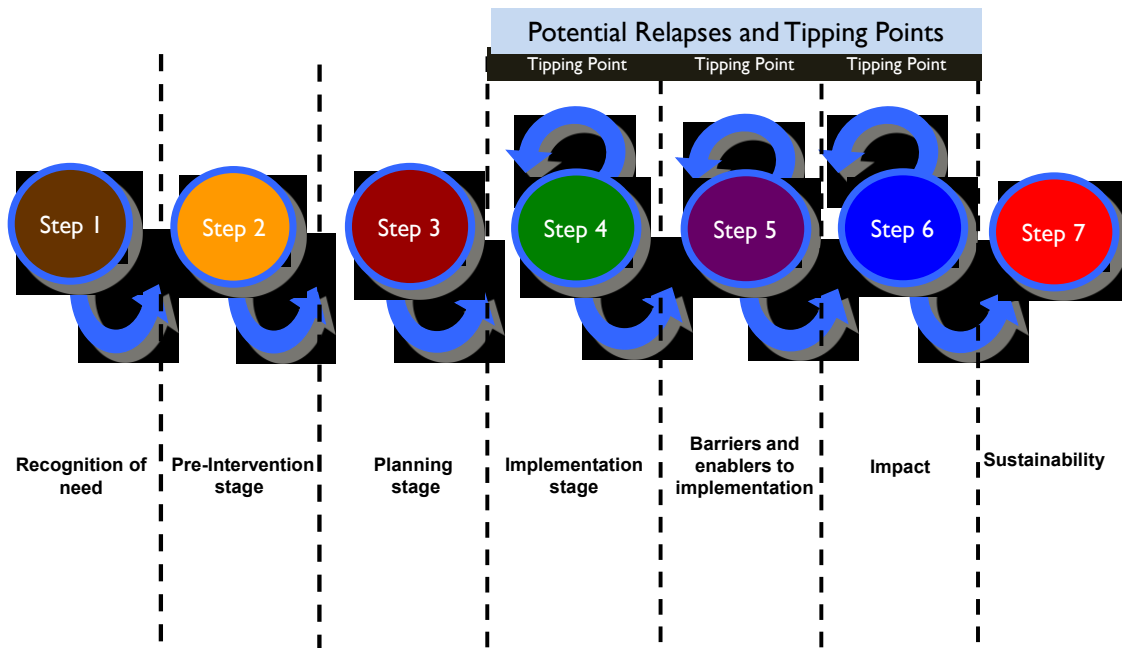 Potential Relapses and Tipping Points
Tipping Point
Tipping Point
Tipping Point
Step 1
Step 2
Step 3
Step 4
Step 5
Step 6
Step 7
Recognition of
need
Pre-Intervention
stage
Planning
stage
Implementation
stage
Barriers and
enablers to
implementation
Impact
Sustainability